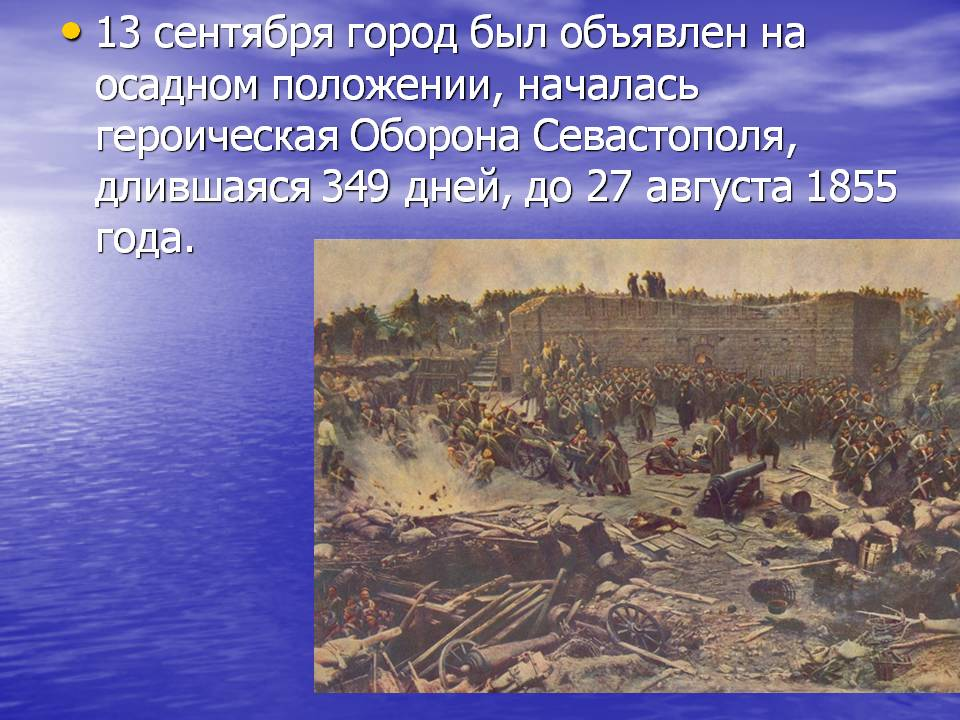 13 сентября город был объявлен на
осадном положении, началась
героическая Оборона Севастополя,
длившаяся 349 дней, до 27 августа 1855
года.